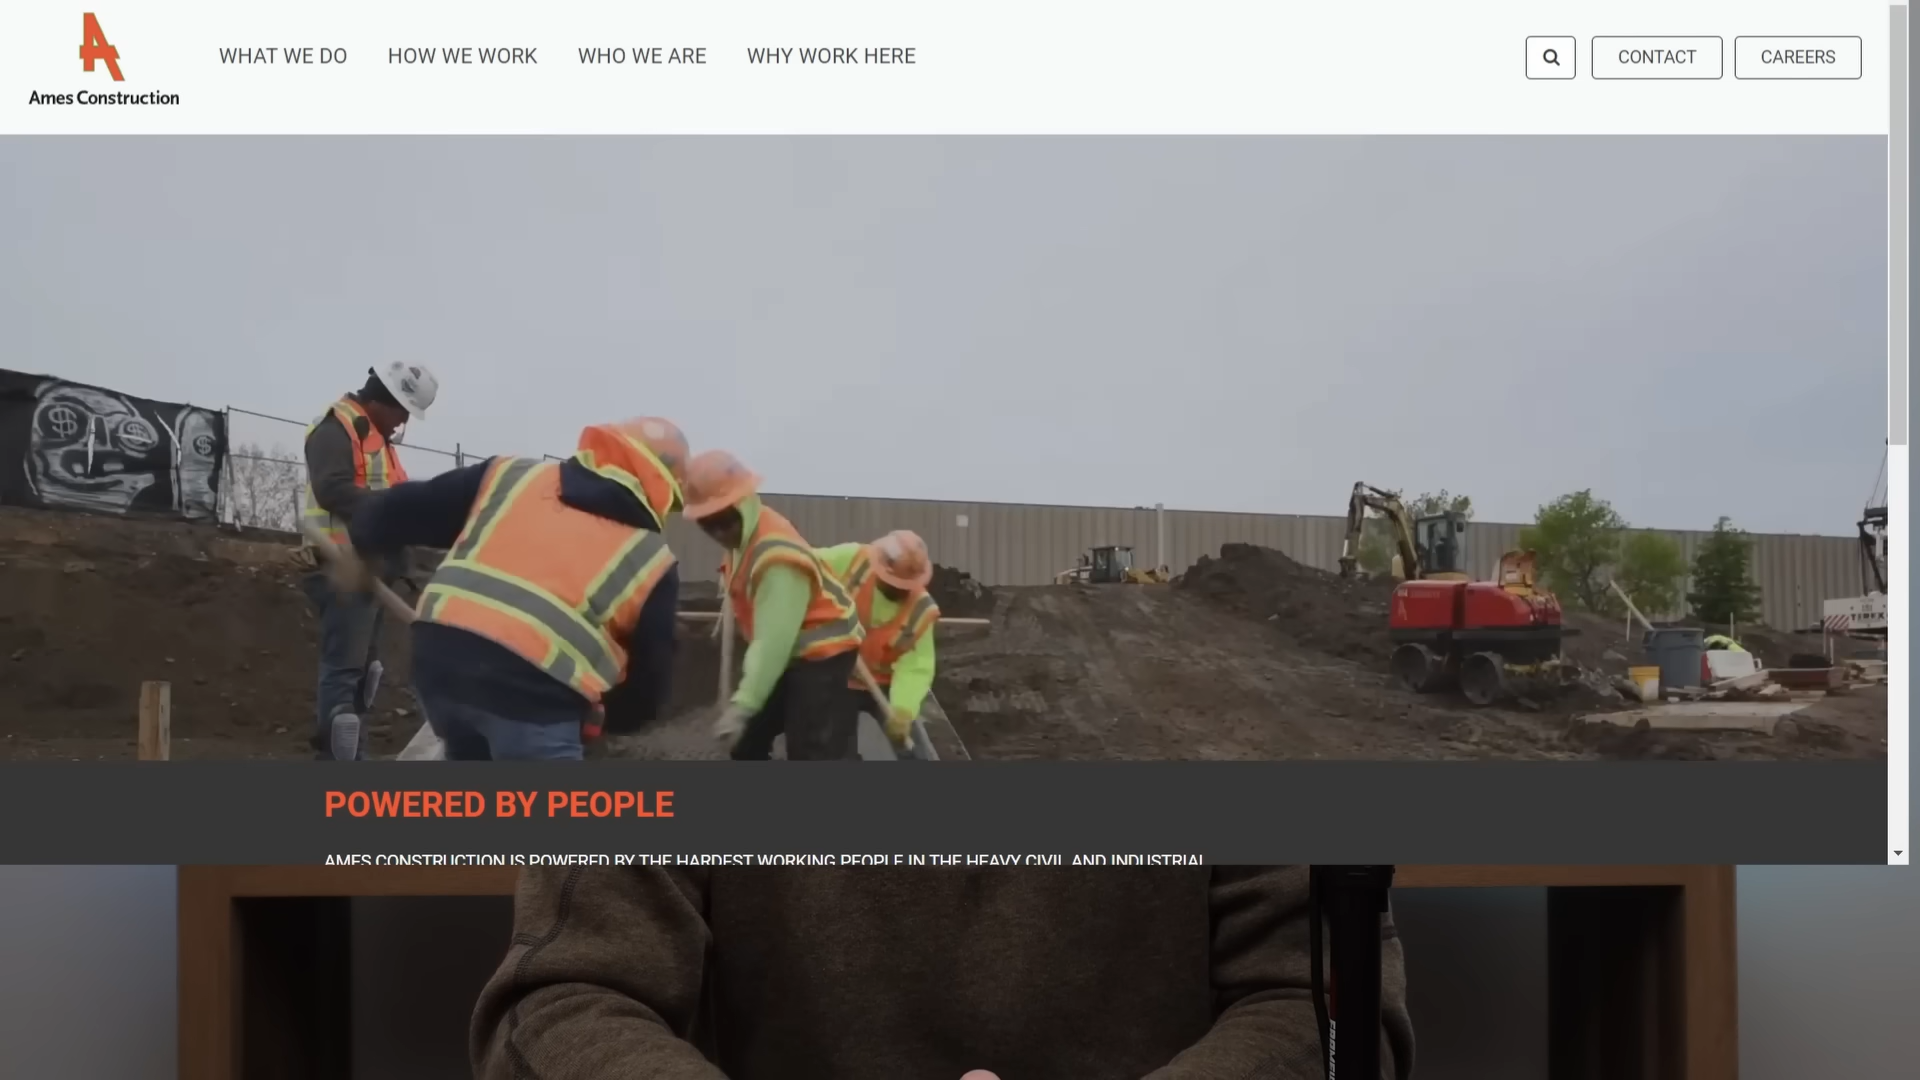 WHAT WE DO
HOW WE WORK
WHO WE ARE
WHY WORK HERE
CONTACT
CAREERS
Ames Construction
POWERED BY PEOPLE
AMES CONSTRUCTION IS POWERED BY THE HARDEST WORKING PEOPLE IN THE HEAVY CIVIL AND INDUSTRIAL